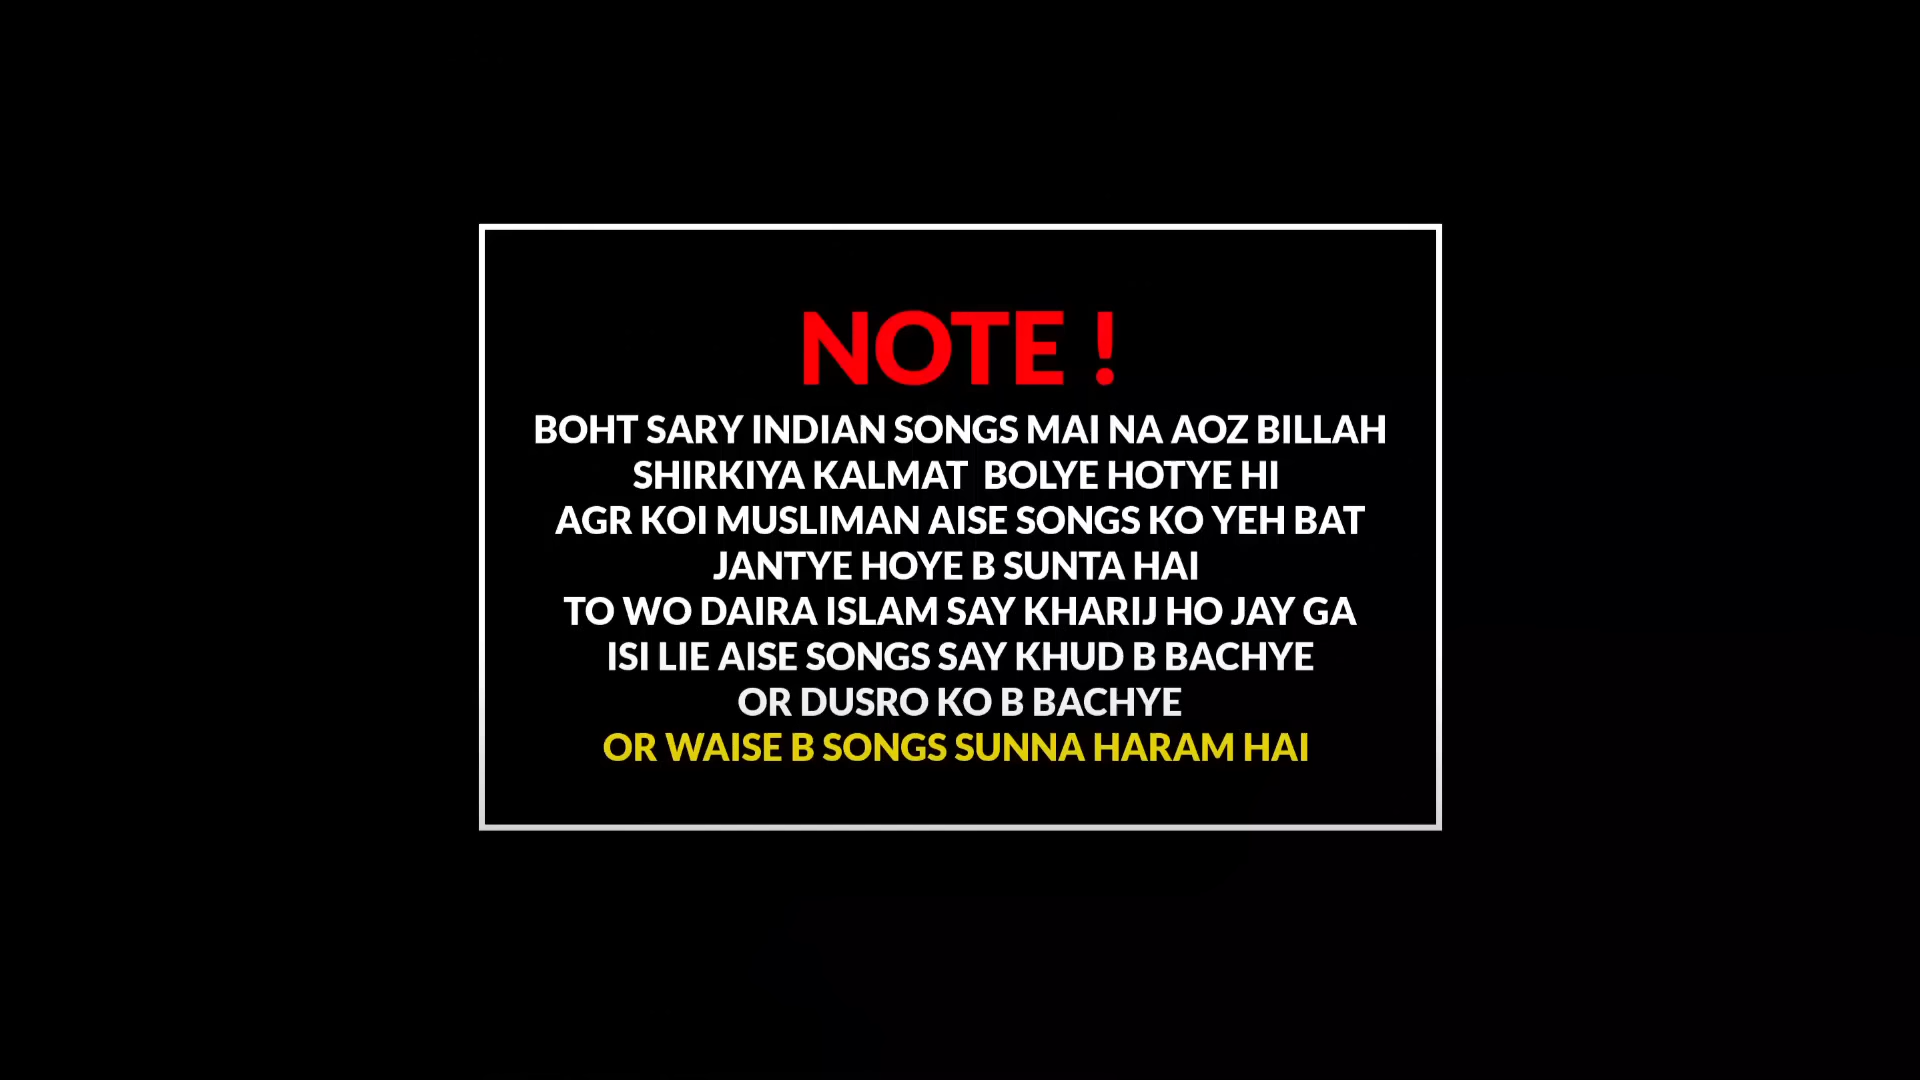 NOTE !
BOHT SARY INDIAN SONGS MAI NA AOZ BILLAH
SHIRKIYA KALMAT BOLYE HOTYE HI
AGR KOI MUSLIMAN AISE SONGS KO YEH BAT
JANTYE HOYE B SUNTA HAI
TO WO DAIRA ISLAM SAY KHARIJ HO JAY GA
ISI LIE AISE SONGS SAY KHUD B BACHYE
OR DUSRO KO B BACHYE
OR WAISE B SONGS SUNNA HARAM HAI